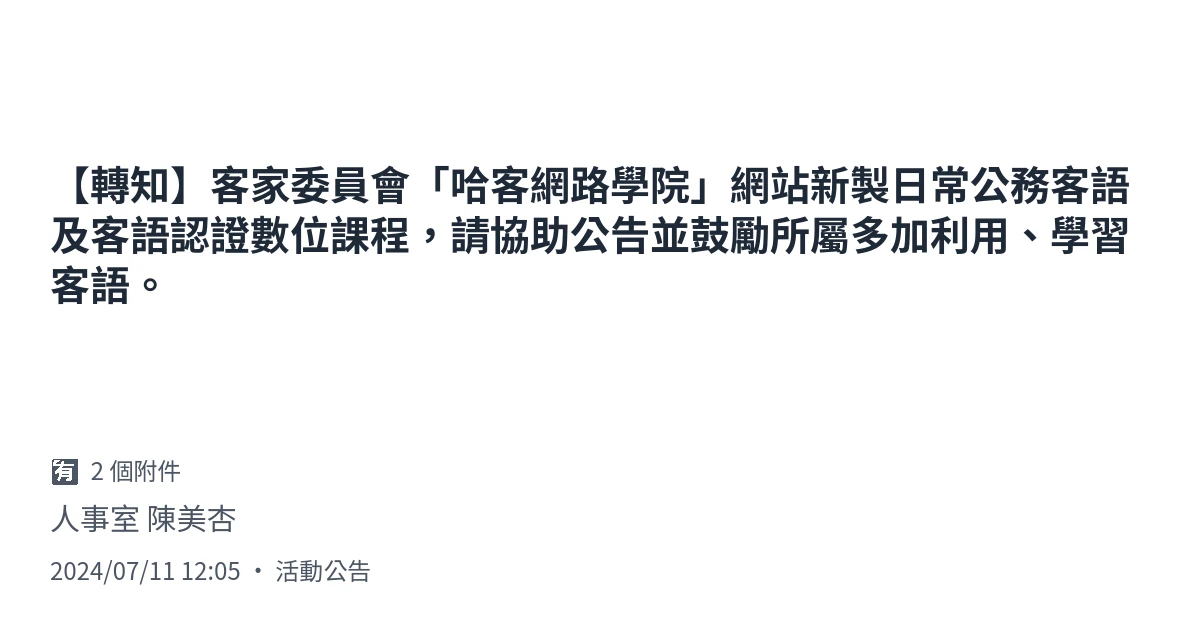 【轉知】客家委員會「哈客網路學院」網站新製日常公務客語
及客語認證數位課程，請協助公告並鼓勵所屬多加利用、學習
客語。
🈶 2 個附件
人事室 陳美杏
2024/07/11 12:05 ・ 活動公告